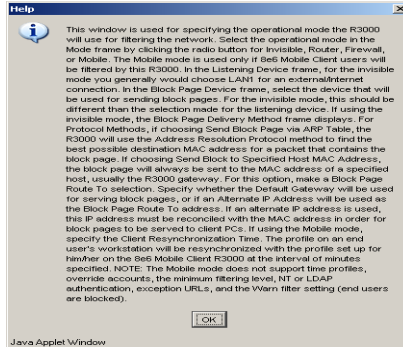 Help
This window is used for specifying the operational mode the R3000
will use for filtering the network. Select the operational mode in the
Mode frame by clicking the radio button for Invisible, Router, Firewall,
or Mobile. The Mobile mode is used only if 8e6 Mobile Client users will
be filtered by this R3000. In the Listening Device frame, for the invisible
mode you generally would choose LAN1 for an external/Internet
connection. In the Block Page Device frame, select the device that will
be used for sending block pages. For the invisible mode, this should be
different than the selection made for the listening device. If using the
invisible mode, the Block Page Delivery Method frame displays. For
Protocol Methods, if choosing Send Block Page via ARP Table, the
R3000 will use the Address Resolution Protocol method to find the
best possible destination MAC address for a packet that contains the
block page. If choosing Send Block to Specified Host MAC Address,
the block page will always be sent to the MAC address of a specified
host, usually the R3000 gateway. For this option, make a Block Page
Route To selection. Specify whether the Default Gateway will be used
for serving block pages, or if an Alternate IP Address will be used as
the Block Page Route To address. If an alternate IP address is used,
this IP address must be reconciled with the MAC address in order for
block pages to be served to client PCs. If using the Mobile mode,
specify the Client Resynchronization Time. The profile on an end
user's workstation will be resynchronized with the profile set up for
him/her on the 8e6 Mobile Client R3000 at the interval of minutes
specified. NOTE: The Mobile mode does not support time profiles,
override accounts, the minimum filtering level, NT or LDAP
authentication, exception URLs, and the Warn filter setting (end users
are blocked).
OK
Java Applet Window